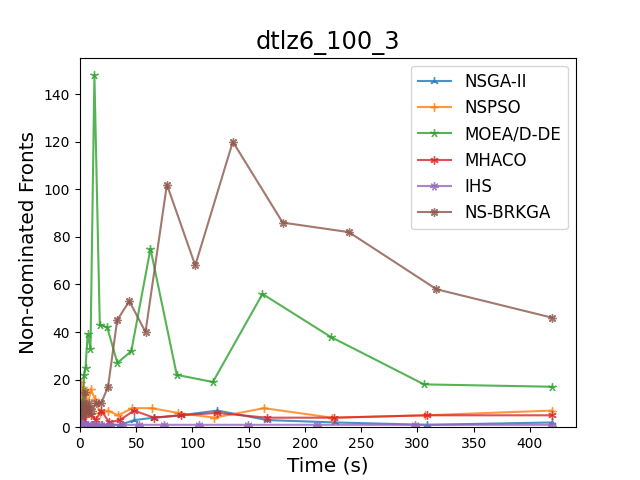 dtlz6_100_3
Non-dominated Fronts
140
120
100
80
60
40
20
0
0 50 100 150 200 250 300 350 400
Time (s)
NSGA-II
NSPSO
MOEA/D-DE
MHACO
IHS
NS-BRKGA